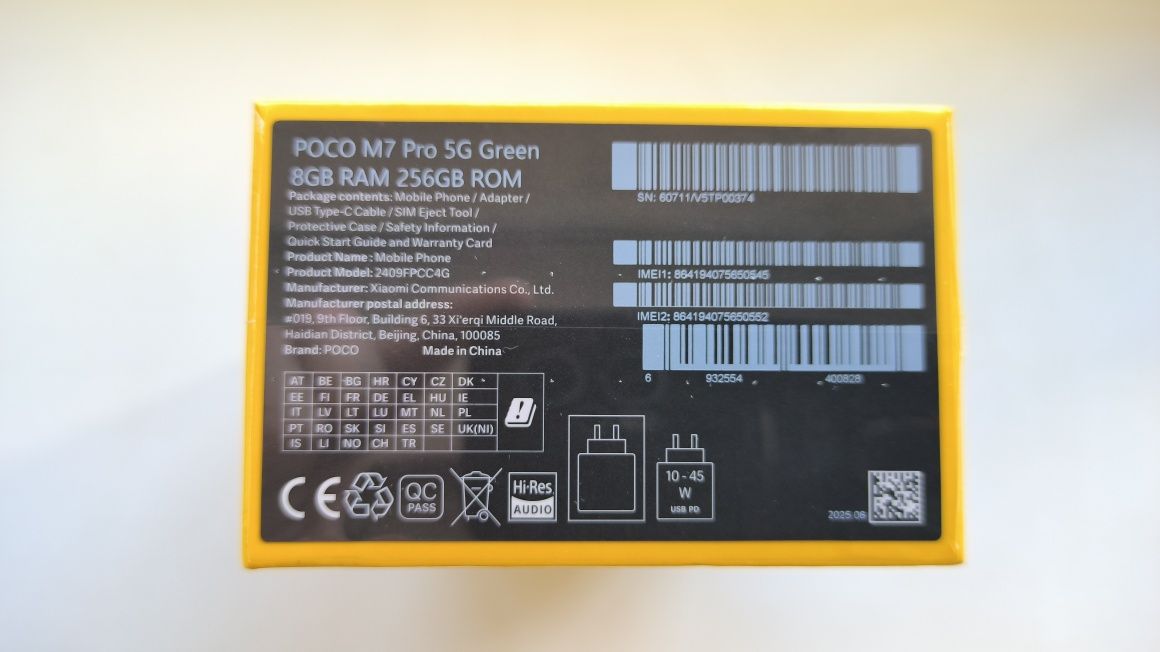 POCO M7 Pro 5G Green
8GB RAM 256GB ROM
Package contents: Mobile Phone / Adapter /
USB Type-C Cable / SIM Eject Tool /
Protective Case / Safety Information /
Quick Start Guide and Warranty Card
Product Name : Mobile Phone
Product Model: 2409FPCC4G
Manufacturer: Xiaomi Communications Co., Ltd.
Manufacturer postal address:
#019, 9th Floor, Building 6, 33 Xi'erqi Middle Road,
Haidian District, Beijing, China, 100085
Brand: POCO Made in China
SN: 60711/V5TP00374
IMEI1: 864194075650545
IMEI2: 864194075650552
6 932554 400828
AT BE BG HR CY CZ DK
EE FI FR DE EL HU IE
IT LV LT LU MT NL PL
PT RO SK SI ES SE UK(NI)
IS LI NO CH TR
CE
QC
PASS
Hi-Res
AUDIO
10 - 45
W
USB PD
2025.06